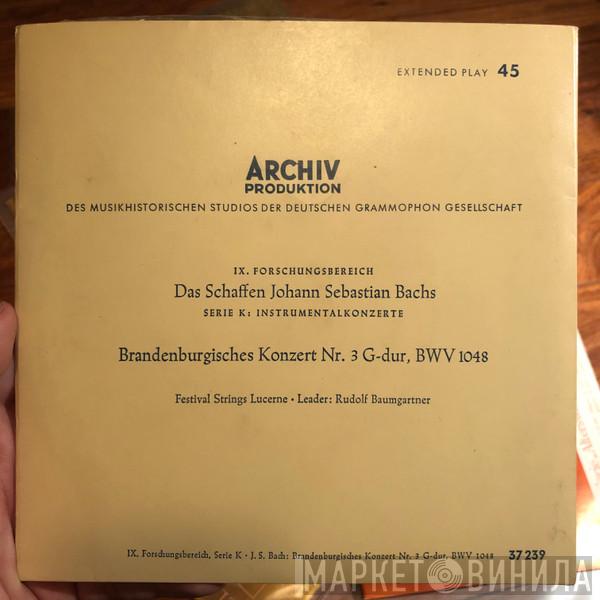 EXTENDED PLAY 45
ARCHIV
PRODUKTION
DES MUSIKHISTORISCHEN STUDIOS DER DEUTSCHEN GRAMMOPHON GESELLSCHAFT
IX. FORSCHUNGSBEREICH
Das Schaffen Johann Sebastian Bachs
SERIE K: INSTRUMENTALKONZERTE
Brandenburgisches Konzert Nr. 3 G-dur, BWV 1048
Festival Strings Lucerne • Leader: Rudolf Baumgartner
IX. Forschungsbereich, Serie K • J. S. Bach: Brandenburgisches Konzert Nr. 3 G-dur, BWV 1048 37 239
МАРКЕТ ВИНИЛА